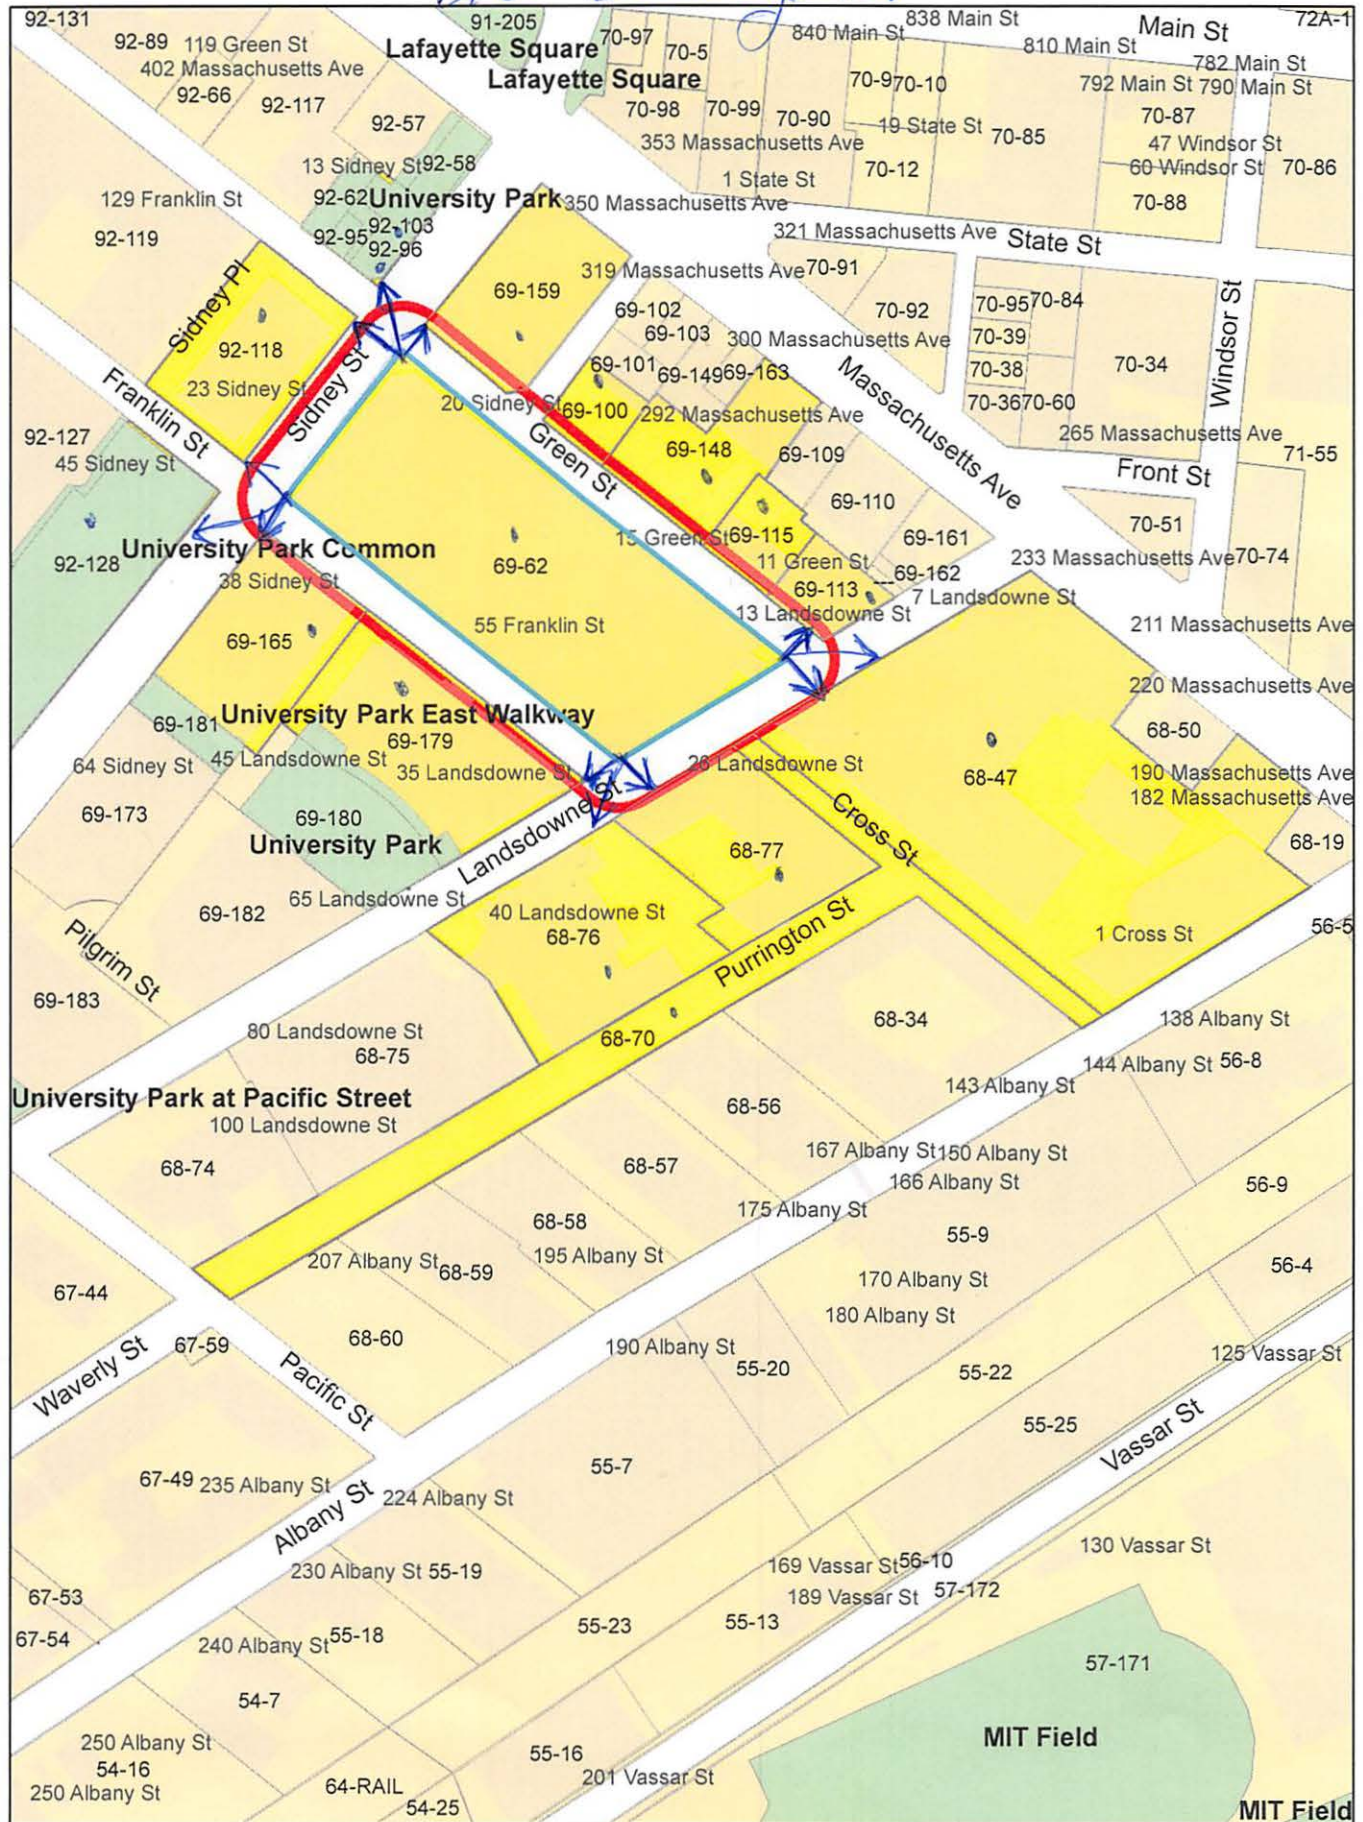 92-131
91-205
838 Main St
Main St
72A-1
92-89
119 Green St
Lafayette Square
70-97
70-5
840 Main St
810 Main St
402 Massachusetts Ave
Lafayette Square
782 Main St
92-66
92-117
70-9
70-10
792 Main St
790 Main St
92-57
70-98
70-99
70-90
19 State St
70-85
70-87
353 Massachusetts Ave
47 Windsor St
13 Sidney St
92-58
70-12
60 Windsor St
70-86
1 State St
129 Franklin St
92-62
University Park
350 Massachusetts Ave
70-88
92-119
92-95
92-103
92-96
321 Massachusetts Ave
State St
Sidney Pl
69-159
319 Massachusetts Ave
70-91
69-102
70-92
70-95
70-84
Windsor St
92-118
69-103
300 Massachusetts Ave
70-39
23 Sidney St
Sidney St
69-101
69-149
69-163
Massachusetts Ave
70-38
70-34
Franklin St
20 Sidney St
69-100
292 Massachusetts Ave
70-36
70-60
92-127
Green St
69-148
69-109
265 Massachusetts Ave
45 Sidney St
Front St
71-55
69-110
70-51
92-128
University Park Common
69-62
15 Green St
69-115
69-161
38 Sidney St
11 Green St
69-162
233 Massachusetts Ave
70-74
69-113
7 Landsdowne St
69-165
55 Franklin St
13 Landsdowne St
211 Massachusetts Ave
220 Massachusetts Ave
69-181
University Park East Walkway
68-50
69-179
64 Sidney St
45 Landsdowne St
35 Landsdowne St
26 Landsdowne St
68-47
190 Massachusetts Ave
182 Massachusetts Ave
69-173
69-180
Landsdowne St
Cross St
68-19
University Park
68-77
65 Landsdowne St
69-182
40 Landsdowne St
68-76
Purrington St
1 Cross St
56-5
Pilgrim St
69-183
80 Landsdowne St
68-70
68-34
138 Albany St
68-75
144 Albany St
56-8
University Park at Pacific Street
143 Albany St
100 Landsdowne St
68-56
68-74
68-57
167 Albany St
150 Albany St
166 Albany St
56-9
175 Albany St
68-58
55-9
207 Albany St
68-59
195 Albany St
56-4
67-44
170 Albany St
180 Albany St
68-60
67-59
190 Albany St
125 Vassar St
Waverly St
Pacific St
55-20
55-22
55-25
Vassar St
55-7
67-49
235 Albany St
224 Albany St
Albany St
130 Vassar St
230 Albany St
55-19
169 Vassar St
56-10
67-53
189 Vassar St
57-172
67-54
240 Albany St
55-18
55-23
55-13
57-171
54-7
MIT Field
250 Albany St
54-16
55-16
250 Albany St
64-RAIL
201 Vassar St
54-25
MIT Field